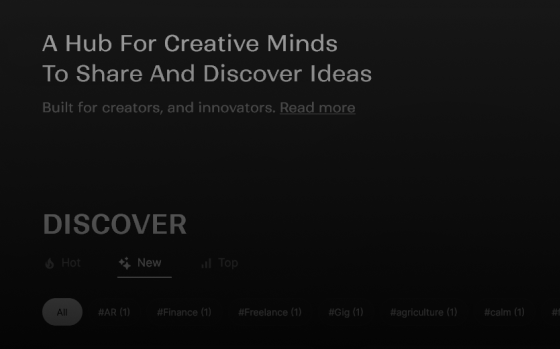 A Hub For Creative Minds
To Share And Discover Ideas
Built for creators, and innovators. Read more
DISCOVER
Hot New Top
All #AR (1) #Finance (1) #Freelance (1) #Gig (1) #agriculture (1) #calm (1)